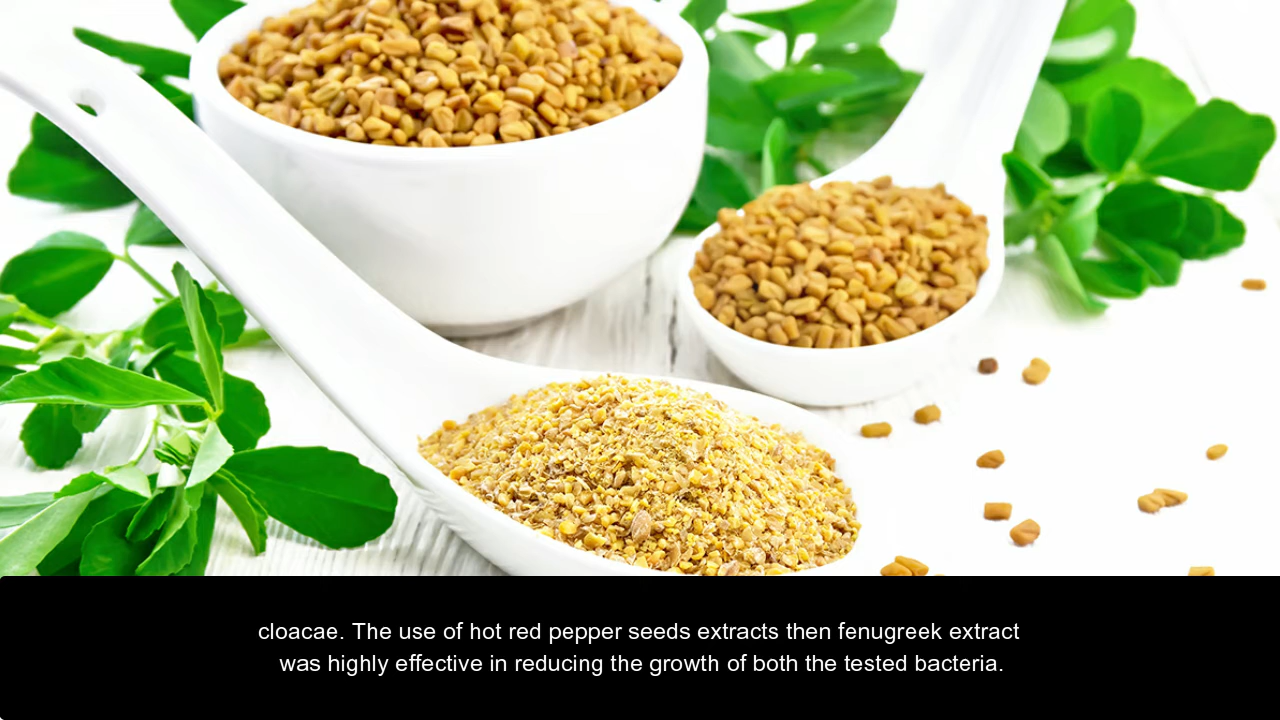 cloacae. The use of hot red pepper seeds extracts then fenugreek extract
was highly effective in reducing the growth of both the tested bacteria.